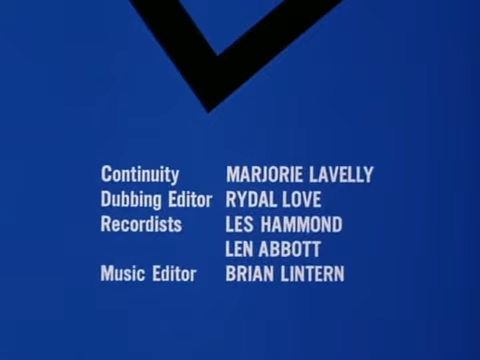 Continuity MARJORIE LAVELLY
Dubbing Editor RYDAL LOVE
Recordists LES HAMMOND
LEN ABBOTT
Music Editor BRIAN LINTERN